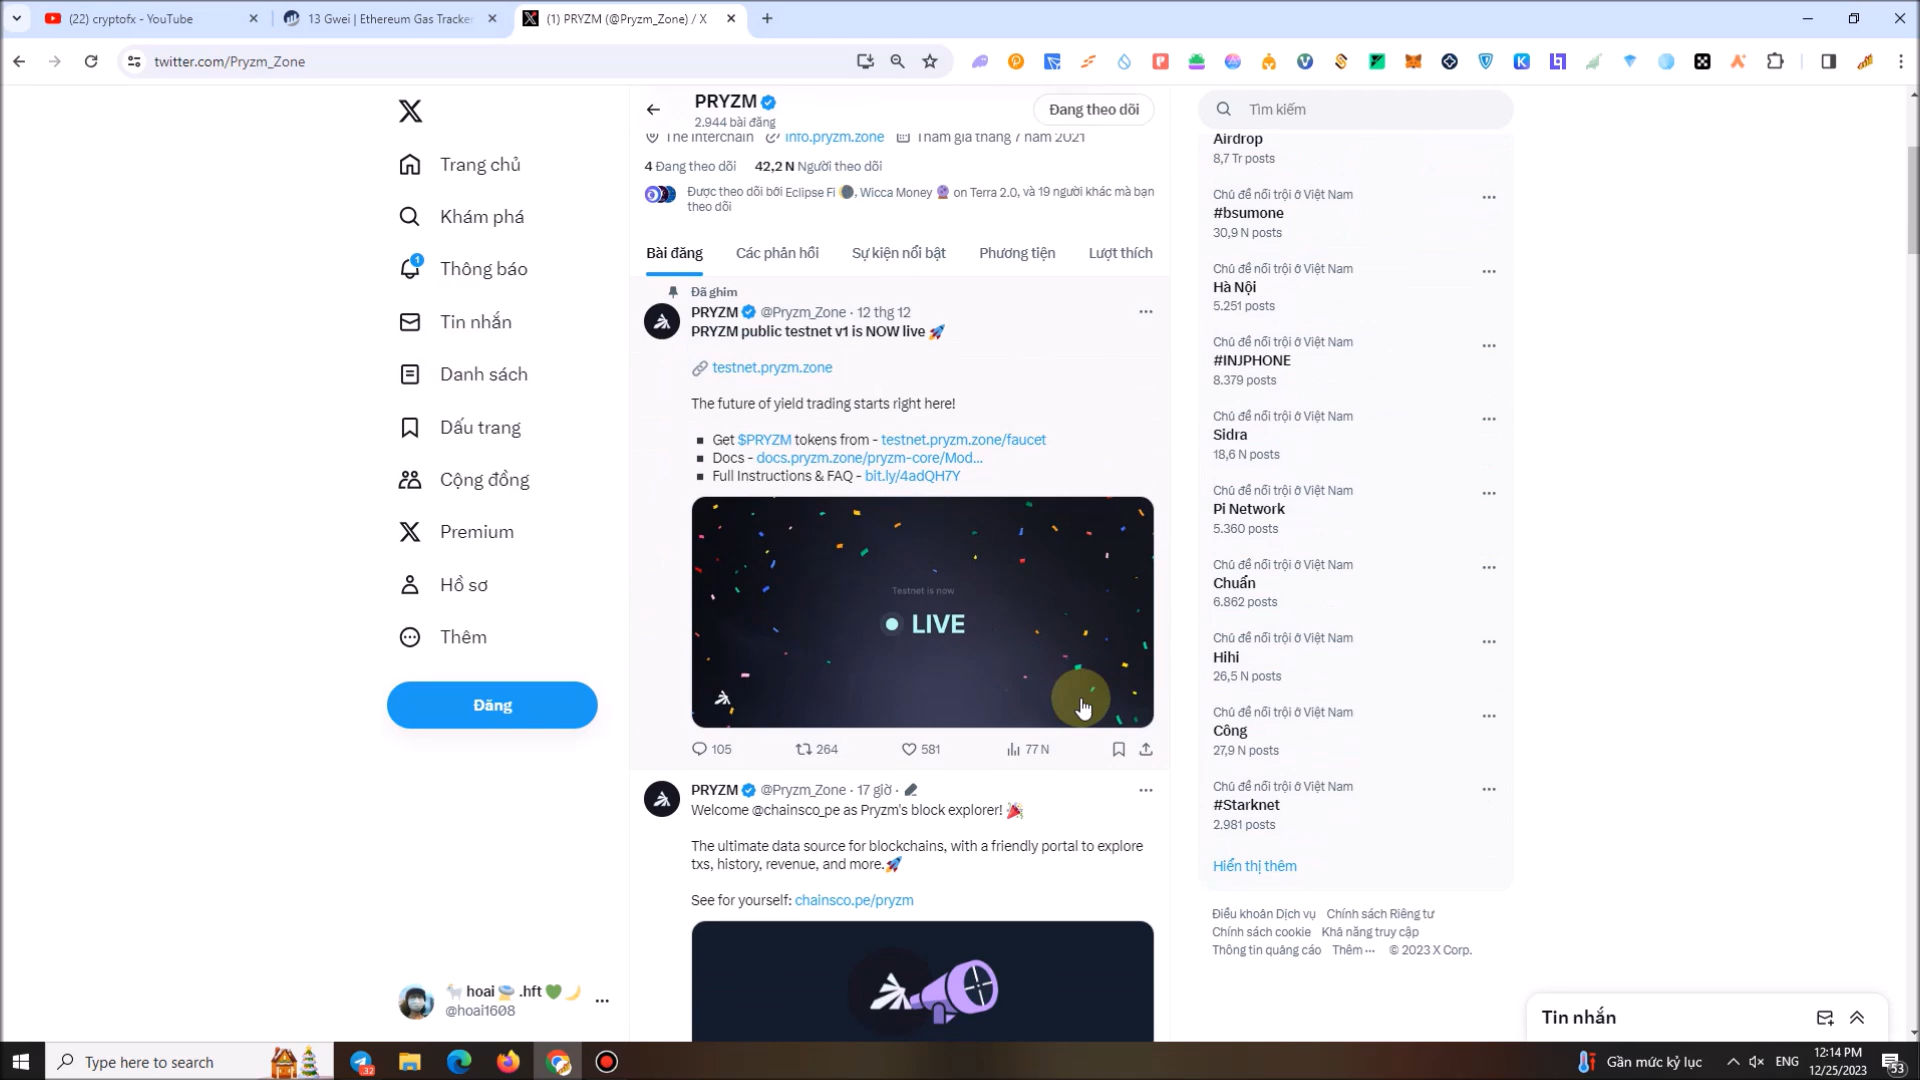 (22) cryptofx - YouTube
13 Gwei | Ethereum Gas Tracke
(1) PRYZM (@Pryzm_Zone) / X
twitter.com/Pryzm_Zone
Trang chủ
Khám phá
1
Thông báo
Tin nhắn
Danh sách
Dấu trang
Cộng đồng
Premium
Hồ sơ
Thêm
Đăng
hoai .hft
@hoai1608
PRYZM
2.944 bài đăng
Đang theo dõi
The Interchain info.pryzm.zone Tham gia tháng 7 năm 2021
4 Đang theo dõi 42,2 N Người theo dõi
Được theo dõi bởi Eclipse Fi, Wicca Money on Terra 2.0, và 19 người khác mà bạn
theo dõi
Bài đăng Các phản hồi Sự kiện nổi bật Phương tiện Lượt thích
Đã ghim
PRYZM @Pryzm_Zone · 12 thg 12
PRYZM public testnet v1 is NOW live 🚀
testnet.pryzm.zone
The future of yield trading starts right here!
Get $PRYZM tokens from - testnet.pryzm.zone/faucet
Docs - docs.pryzm.zone/pryzm-core/Mod...
Full Instructions & FAQ - bit.ly/4adQH7Y
Testnet is now
LIVE
105 264 581 77 N
PRYZM @Pryzm_Zone · 17 giờ ·
Welcome @chainsco_pe as Pryzm's block explorer! 🎉
The ultimate data source for blockchains, with a friendly portal to explore
txs, history, revenue, and more.🚀
See for yourself: chainsco.pe/pryzm
Tìm kiếm
Airdrop
8,7 Tr posts
Chủ đề nổi trội ở Việt Nam
#bsumone
30,9 N posts
Chủ đề nổi trội ở Việt Nam
Hà Nội
5.251 posts
Chủ đề nổi trội ở Việt Nam
#INJPHONE
8.379 posts
Chủ đề nổi trội ở Việt Nam
Sidra
18,6 N posts
Chủ đề nổi trội ở Việt Nam
Pi Network
5.360 posts
Chủ đề nổi trội ở Việt Nam
Chuẩn
6.862 posts
Chủ đề nổi trội ở Việt Nam
Hihi
26,5 N posts
Chủ đề nổi trội ở Việt Nam
Công
27,9 N posts
Chủ đề nổi trội ở Việt Nam
#Starknet
2.981 posts
Hiển thị thêm
Điều khoản Dịch vụ Chính sách Riêng tư
Chính sách cookie Khả năng truy cập
Thông tin quảng cáo Thêm ··· © 2023 X Corp.
Tin nhắn
Type here to search
32
Gần mức kỷ lục
ENG
12:14 PM
12/25/2023
53